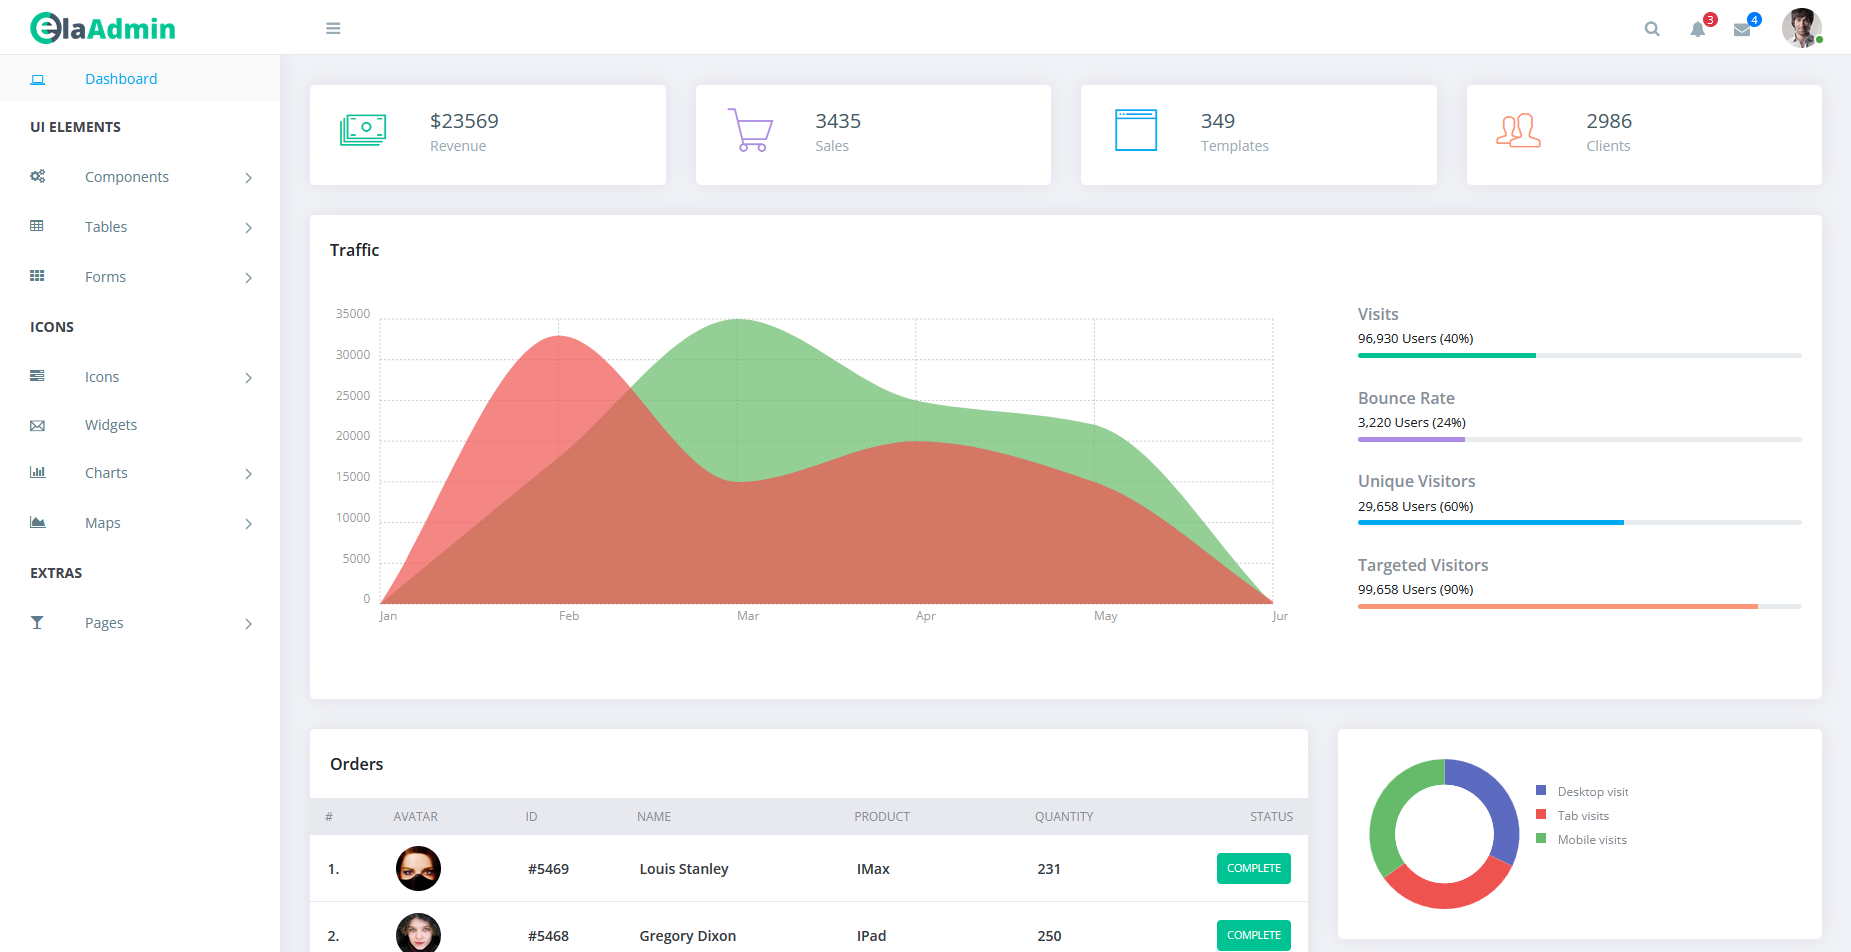 elaAdmin
3
4
Dashboard
UI ELEMENTS
Components
Tables
Forms
ICONS
Icons
Widgets
Charts
Maps
EXTRAS
Pages
$23569
Revenue
3435
Sales
349
Templates
2986
Clients
Traffic
35000
30000
25000
20000
15000
10000
5000
0
Jan Feb Mar Apr May Jur
Visits
96,930 Users (40%)
Bounce Rate
3,220 Users (24%)
Unique Visitors
29,658 Users (60%)
Targeted Visitors
99,658 Users (90%)
Orders
# AVATAR ID NAME PRODUCT QUANTITY STATUS
1. #5469 Louis Stanley IMax 231 COMPLETE
2. #5468 Gregory Dixon IPad 250 COMPLETE
Desktop visit
Tab visits
Mobile visits